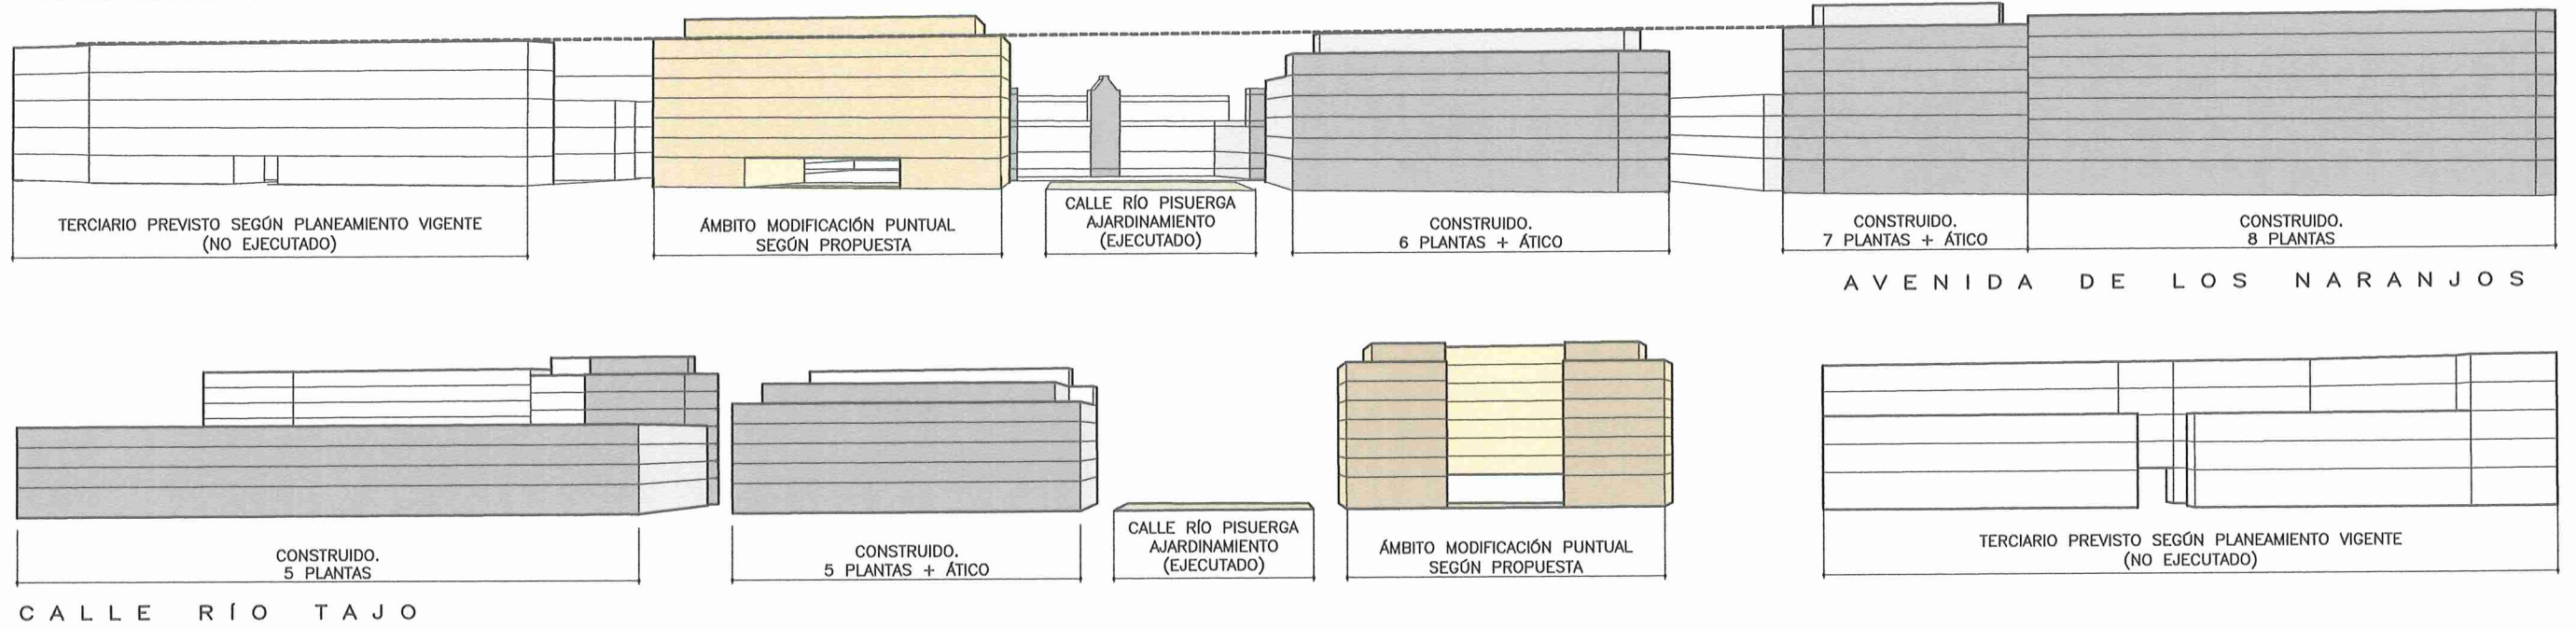 TERCIARIO PREVISTO SEGÚN PLANEAMIENTO VIGENTE
(NO EJECUTADO)
ÁMBITO MODIFICACIÓN PUNTUAL
SEGÚN PROPUESTA
CALLE RÍO PISUERGA
AJARDINAMIENTO
(EJECUTADO)
CONSTRUIDO.
6 PLANTAS + ÁTICO
CONSTRUIDO.
7 PLANTAS + ÁTICO
CONSTRUIDO.
8 PLANTAS
AVENIDA DE LOS NARANJOS
CONSTRUIDO.
5 PLANTAS
CONSTRUIDO.
5 PLANTAS + ÁTICO
CALLE RÍO PISUERGA
AJARDINAMIENTO
(EJECUTADO)
ÁMBITO MODIFICACIÓN PUNTUAL
SEGÚN PROPUESTA
TERCIARIO PREVISTO SEGÚN PLANEAMIENTO VIGENTE
(NO EJECUTADO)
CALLE RÍO TAJO